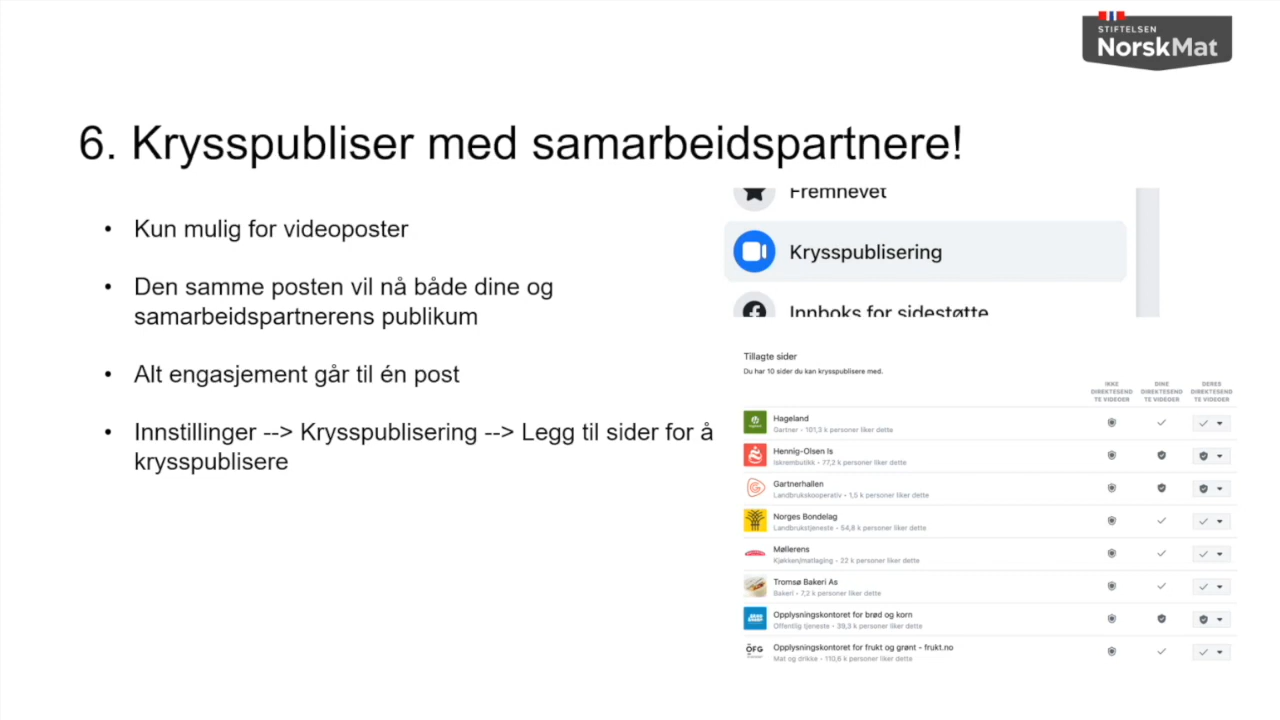 STIFTELSEN
NorskMat
6. Krysspubliser med samarbeidspartnere!
• Kun mulig for videoposter
• Den samme posten vil nå både dine og
samarbeidspartnerens publikum
• Alt engasjement går til én post
• Innstillinger --> Krysspublisering --> Legg til sider for å
krysspublisere
Fremhevet
Krysspublisering
Innboks for sidestøtte
Tillagte sider
Du har 10 sider du kan krysspublisere med.
IKKE DIREKTESENDTE VIDEOER
DINE DIREKTESENDTE VIDEOER
DERES DIREKTESENDTE VIDEOER
Hageland
Gartner - 101,3 k personer liker dette
Hennig-Olsen Is
Iskrembutikk - 77,2 k personer liker dette
Gartnerhallen
Landbrukskooperativ - 1,5 k personer liker dette
Norges Bondelag
Landbrukstjeneste - 54,8 k personer liker dette
Møllerens
Kjøkken/matlaging - 22 k personer liker dette
Tromsø Bakeri As
Bakeri - 7,2 k personer liker dette
Opplysningskontoret for brød og korn
Offentlig tjeneste - 39,3 k personer liker dette
ÖFG
Opplysningskontoret for frukt og grønt - frukt.no
Mat og drikke - 110,6 k personer liker dette